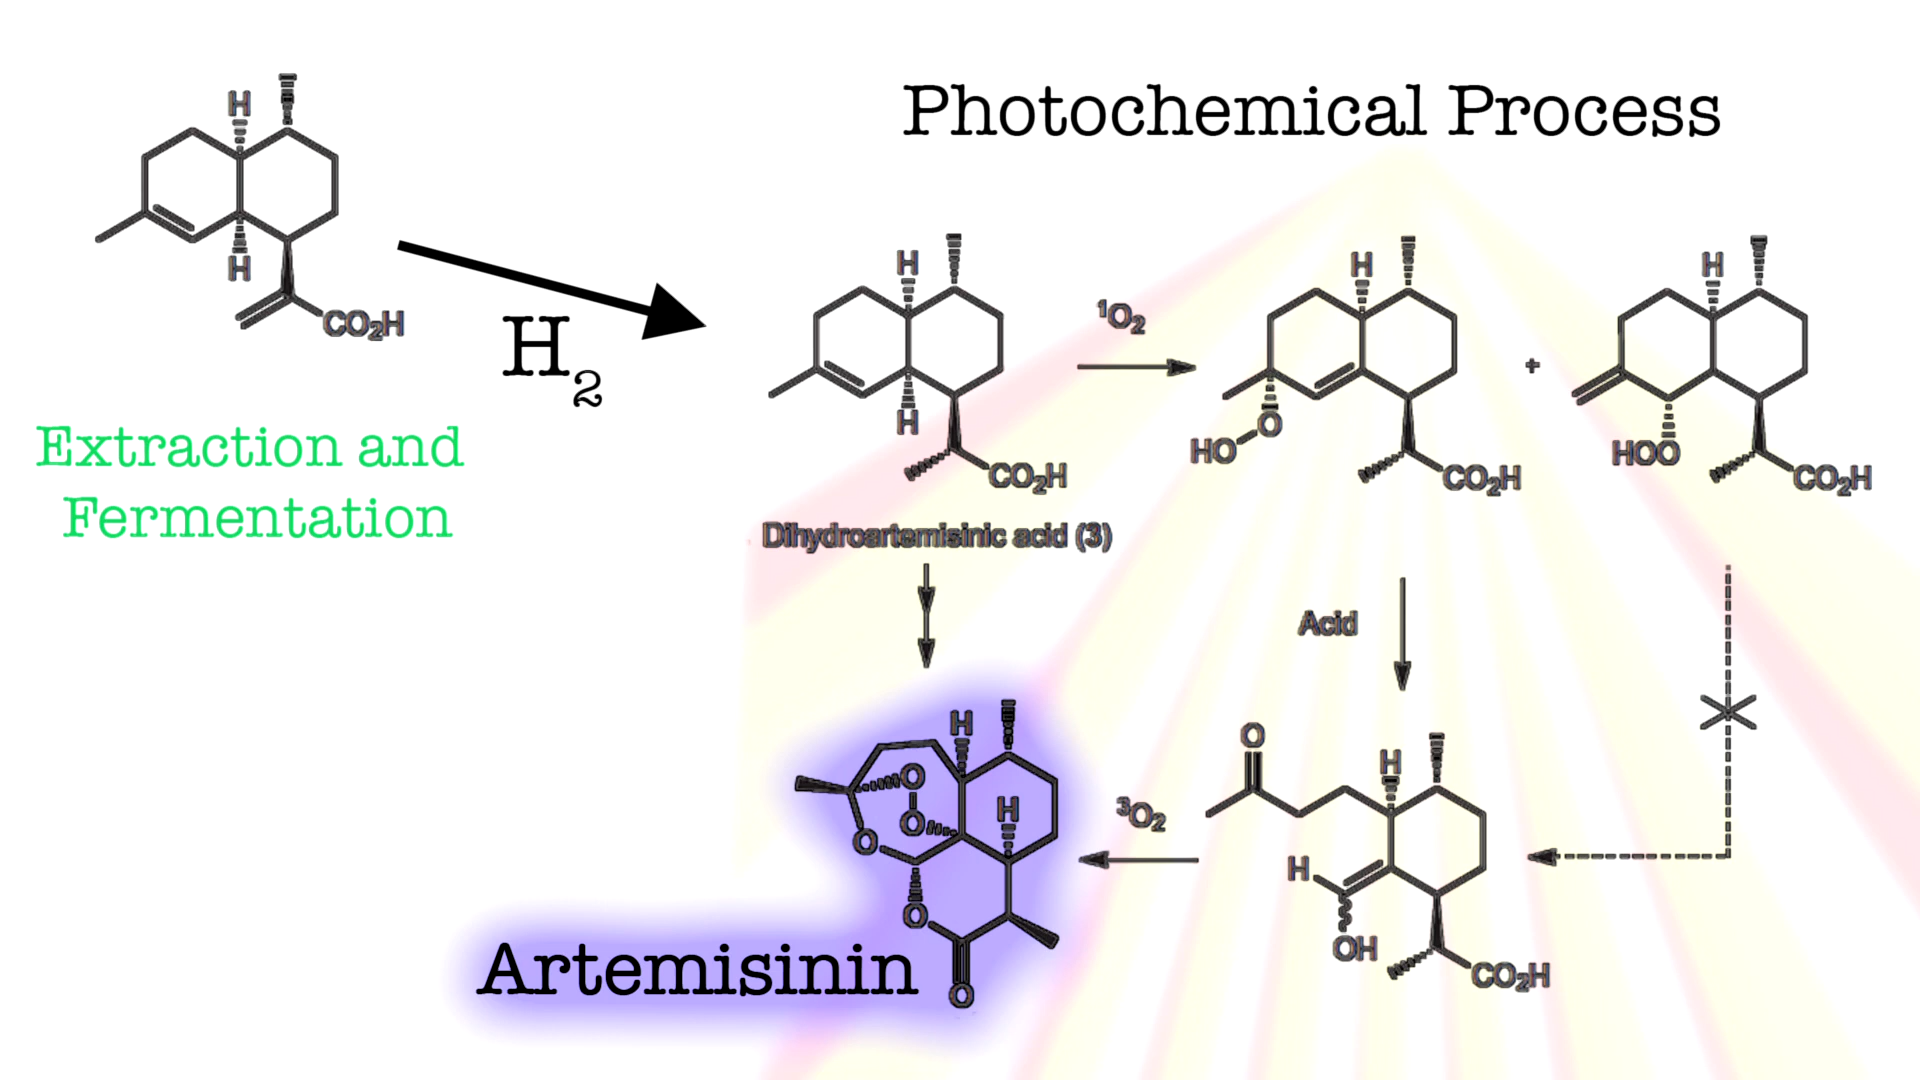 Photochemical Process
H
CO₂H
H
H₂
Extraction and
Fermentation
H
H
CO₂H
Dihydroartemisinic acid (3)
¹O₂
H
O
HO
CO₂H
+
H
HOO
CO₂H
Acid
O
H
H
OH
CO₂H
³O₂
H
O
O
H
O
O
O
Artemisinin